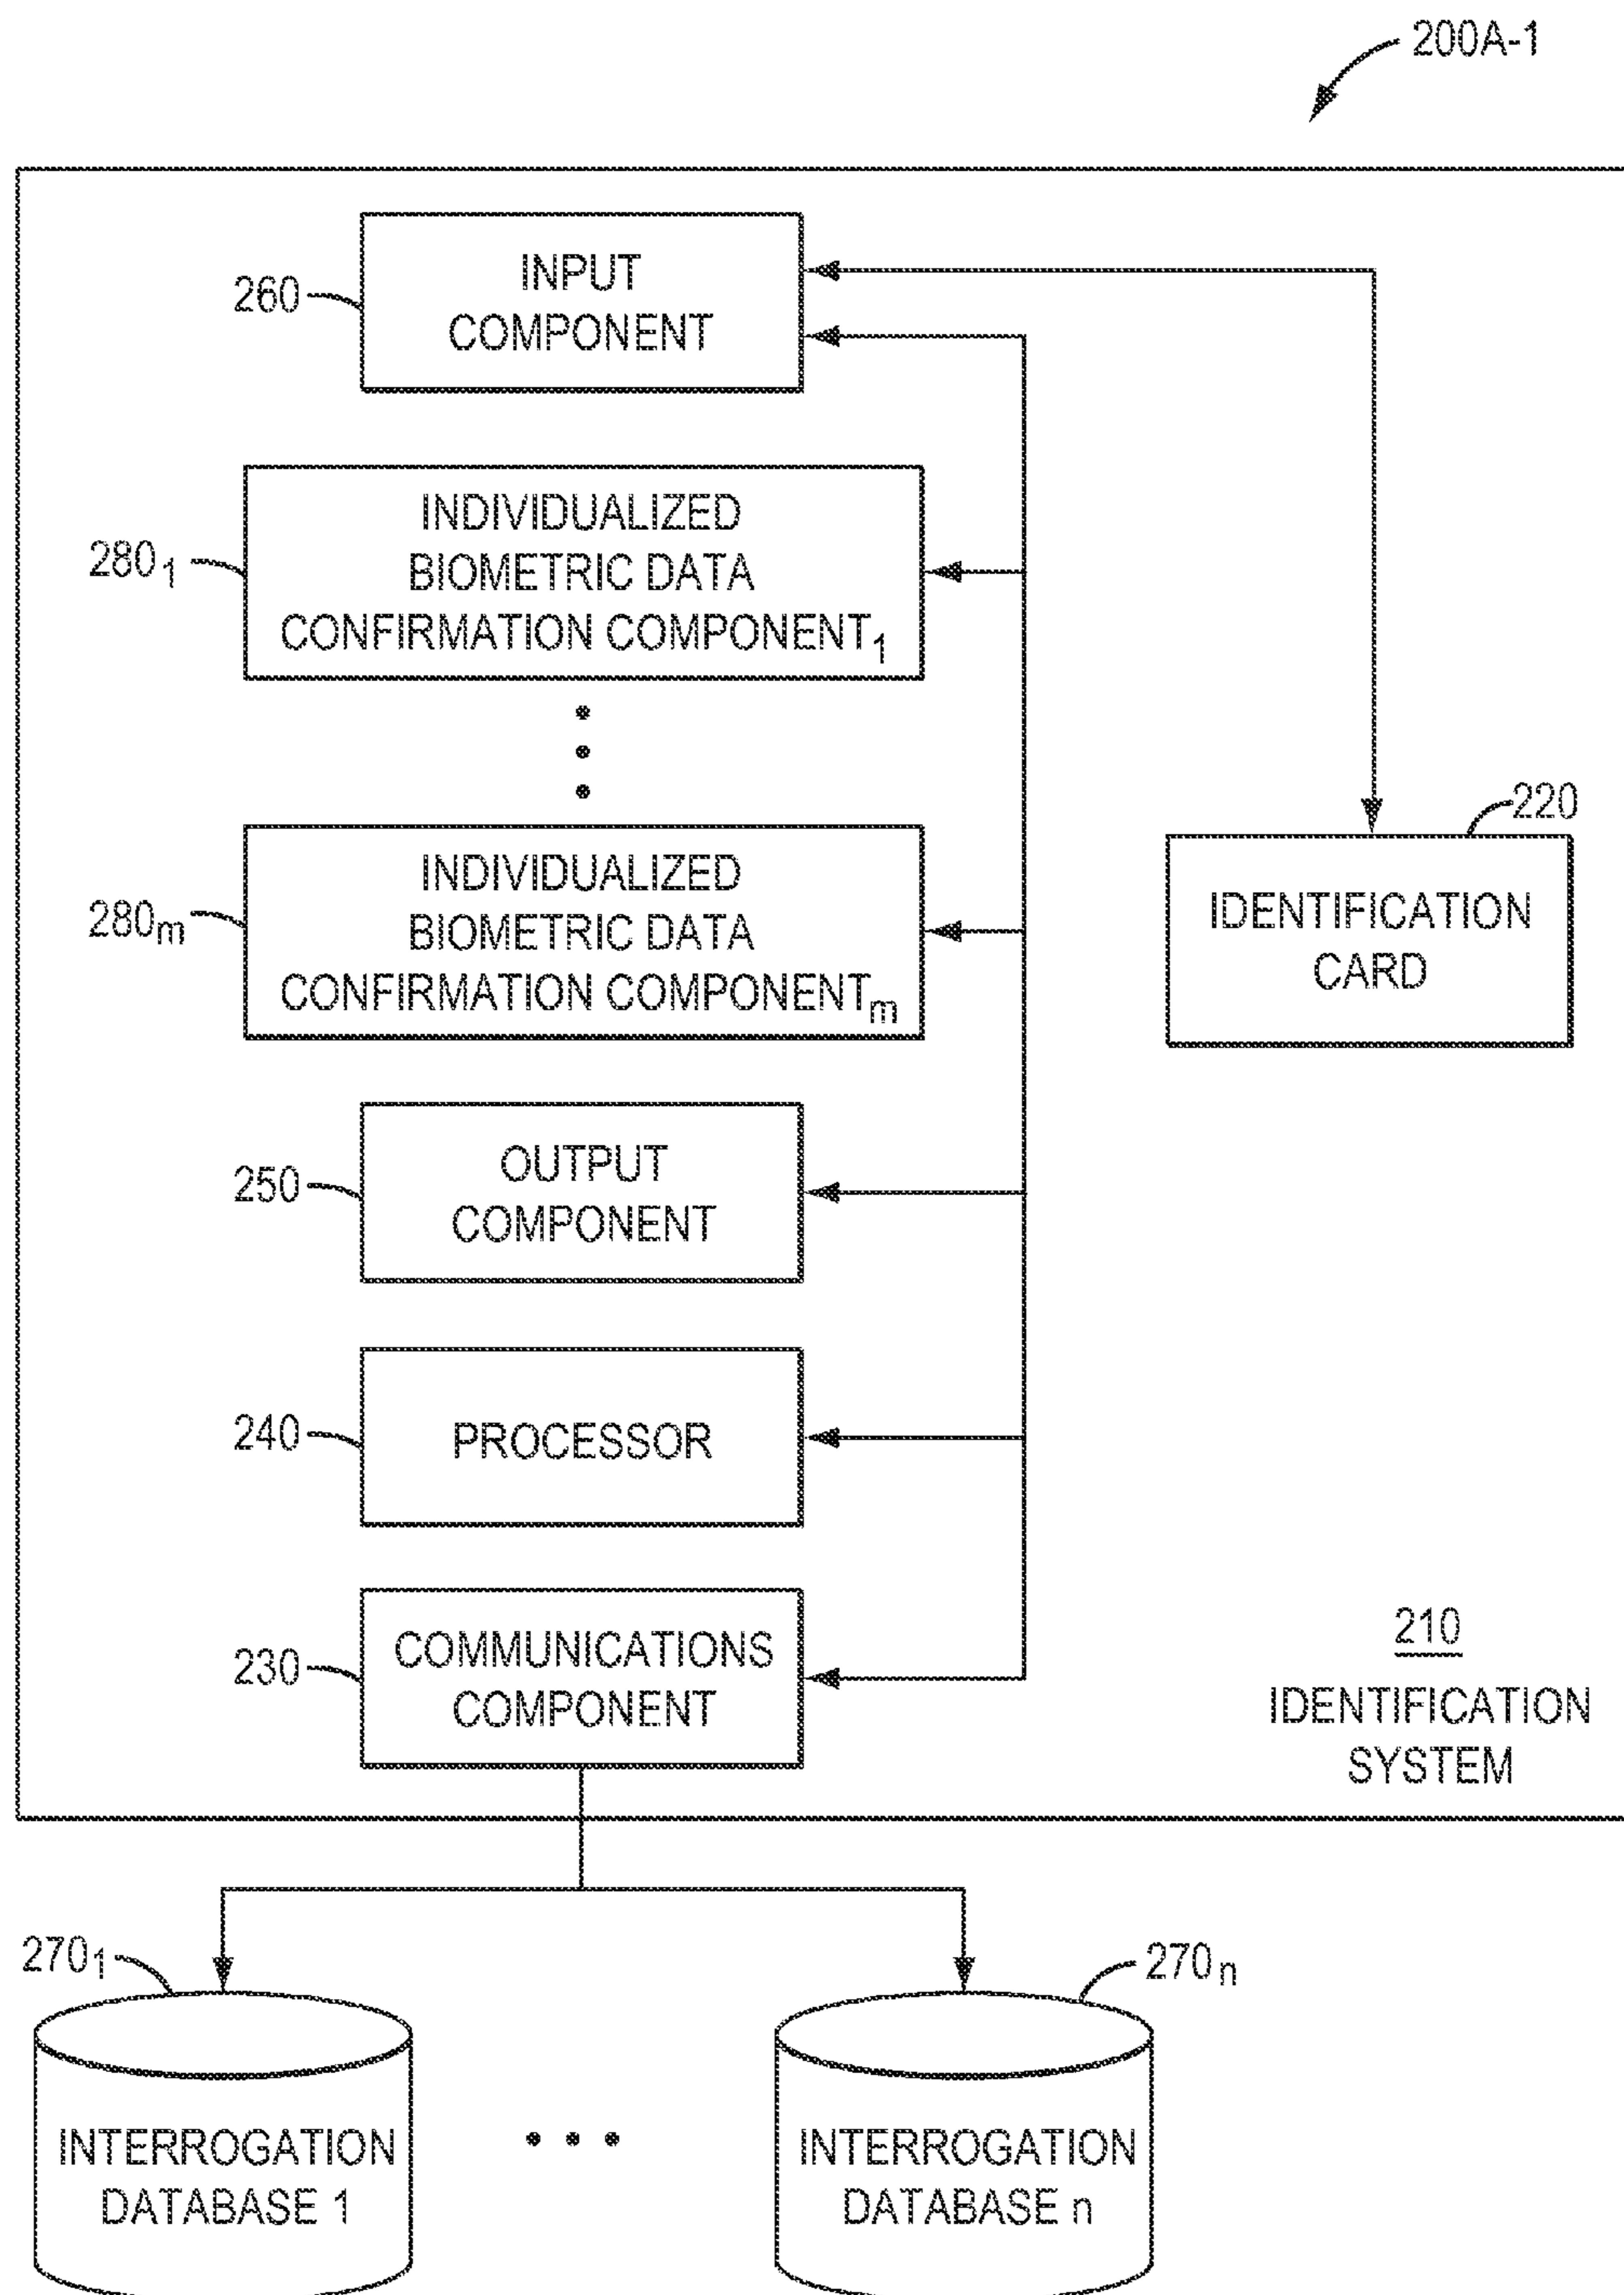 200A-1
260
INPUT
COMPONENT
280₁
INDIVIDUALIZED
BIOMETRIC DATA
CONFIRMATION COMPONENT₁
280ₘ
INDIVIDUALIZED
BIOMETRIC DATA
CONFIRMATION COMPONENTₘ
220
IDENTIFICATION
CARD
250
OUTPUT
COMPONENT
240
PROCESSOR
230
COMMUNICATIONS
COMPONENT
210
IDENTIFICATION
SYSTEM
270₁
INTERROGATION
DATABASE 1
270ₙ
INTERROGATION
DATABASE n